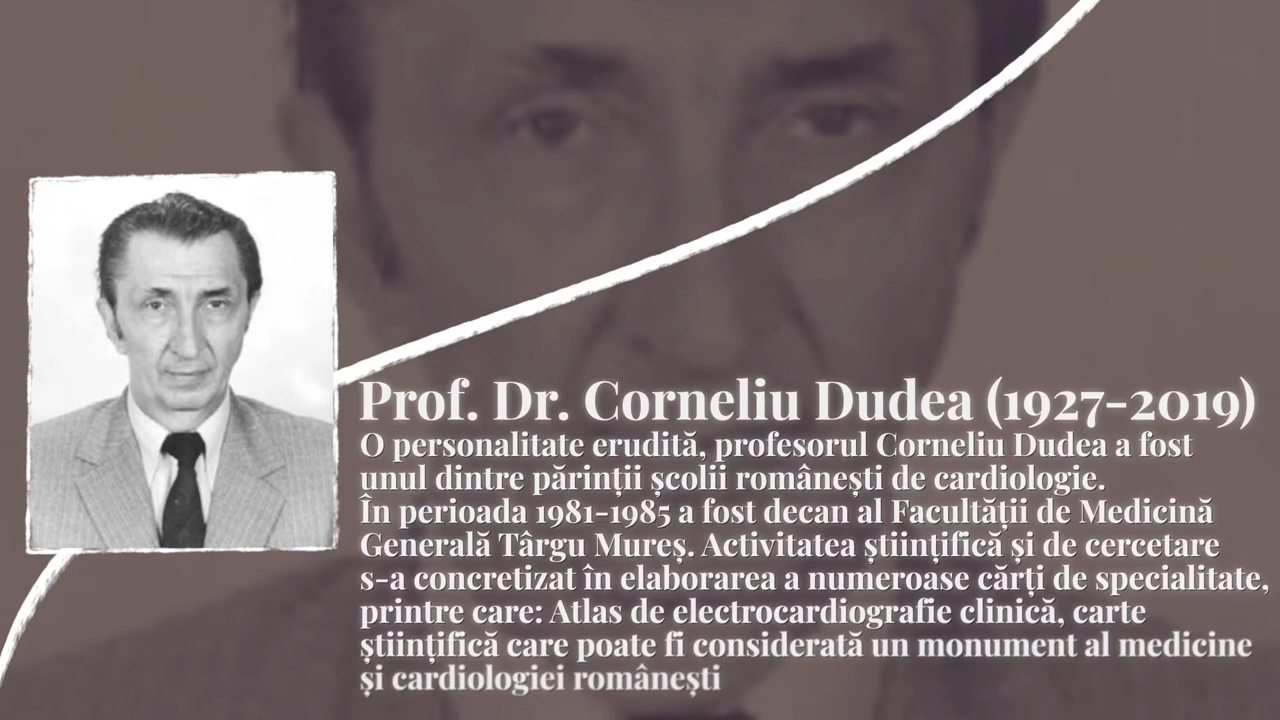 Prof. Dr. Corneliu Dudea (1927-2019)
O personalitate erudită, profesorul Corneliu Dudea a fost
unul dintre părinții școlii românești de cardiologie.
În perioada 1981-1985 a fost decan al Facultății de Medicină
Generală Târgu Mureș. Activitatea științifică și de cercetare
s-a concretizat în elaborarea a numeroase cărți de specialitate,
printre care: Atlas de electrocardiografie clinică, carte
științifică care poate fi considerată un monument al medicine
și cardiologiei românești